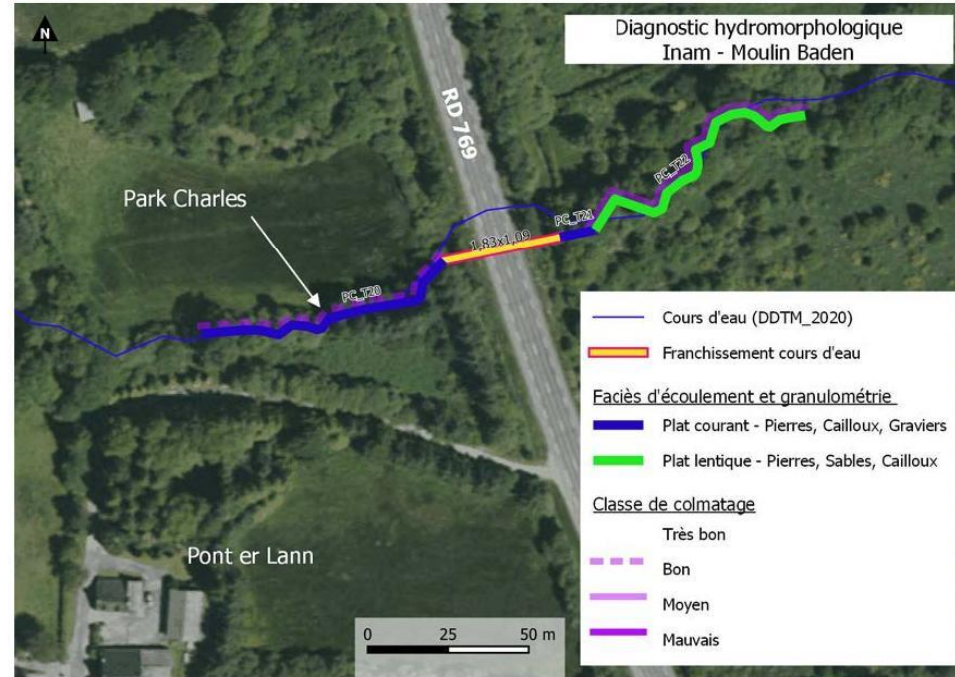 N
Diagnostic hydromorphologique
Inam - Moulin Baden
RD 769
Park Charles
PC_T22
PC_T21
1,83x1,09
PC_T20
Cours d'eau (DDTM_2020)
Franchissement cours d'eau
Faciès d'écoulement et granulométrie
Plat courant - Pierres, Cailloux, Graviers
Plat lentique - Pierres, Sables, Cailloux
Classe de colmatage
Très bon
Bon
Moyen
Mauvais
Pont er Lann
0 25 50 m